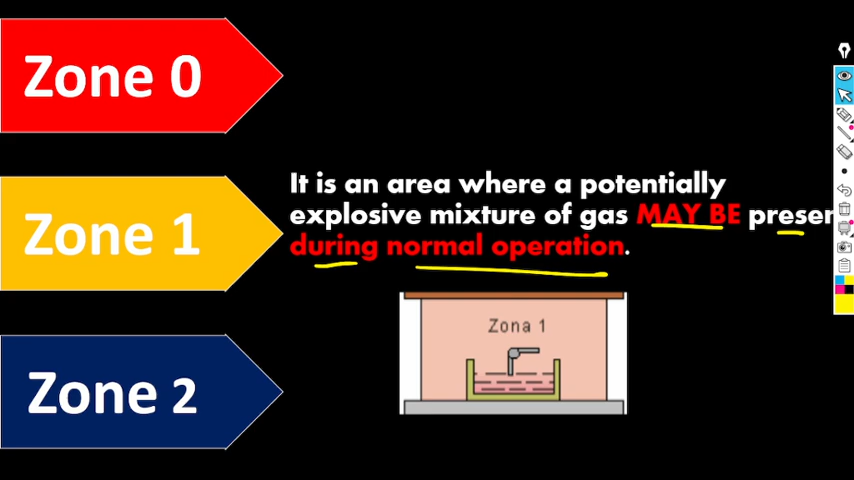 Zone 0
It is an area where a potentially
explosive mixture of gas MAY BE
Zone 1
during normal operation.
Zona 1
Zone 2